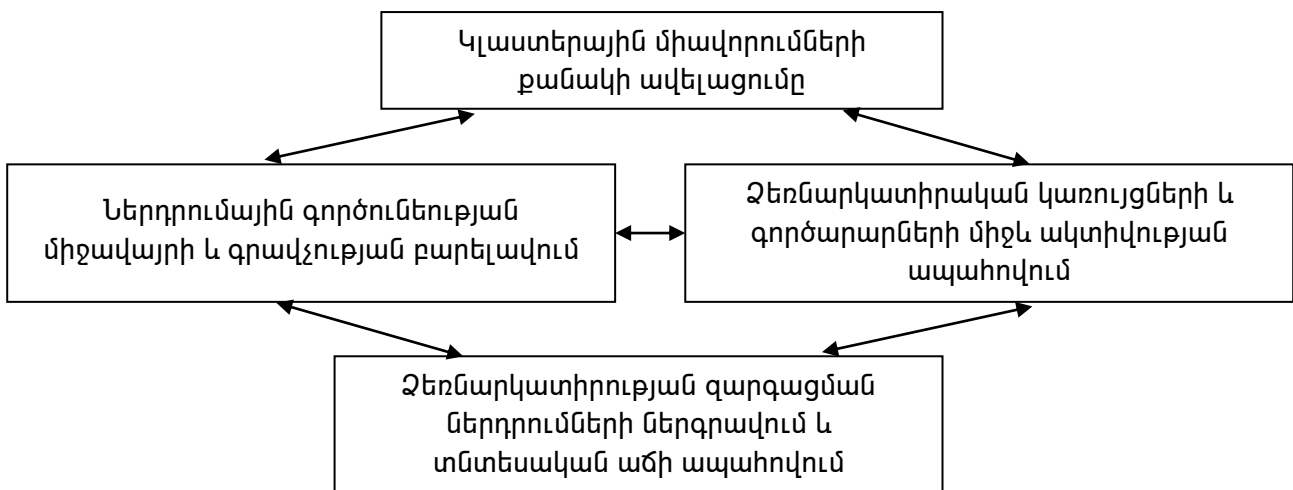 Կլաստերային միավորումների
քանակի ավելացումը
Ներդրումային գործունեության
միջավայրի և գրավչության բարելավում
Ձեռնարկատիրական կառույցների և
գործարարների միջև ակտիվության
ապահովում
Ձեռնարկատիրության զարգացման
ներդրումների ներգրավում և
տնտեսական աճի ապահովում